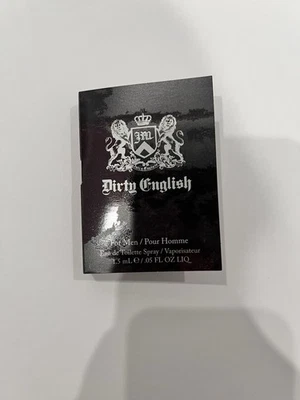 Dirty English
For Men / Pour Homme
Eau de Toilette Spray / Vaporisateur
1.5 mL ℮ / .05 FL OZ LIQ